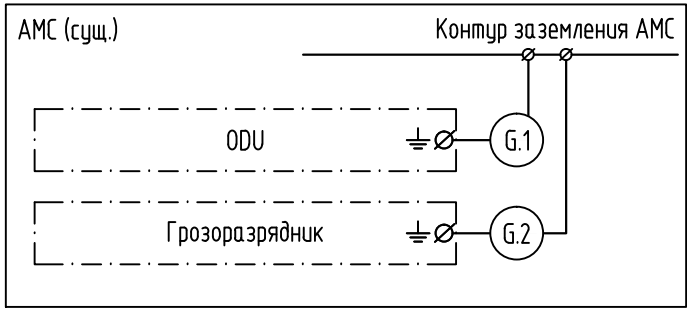 АМС (сущ.)
Контур заземления АМС
ODU
G.1
Грозоразрядник
G.2